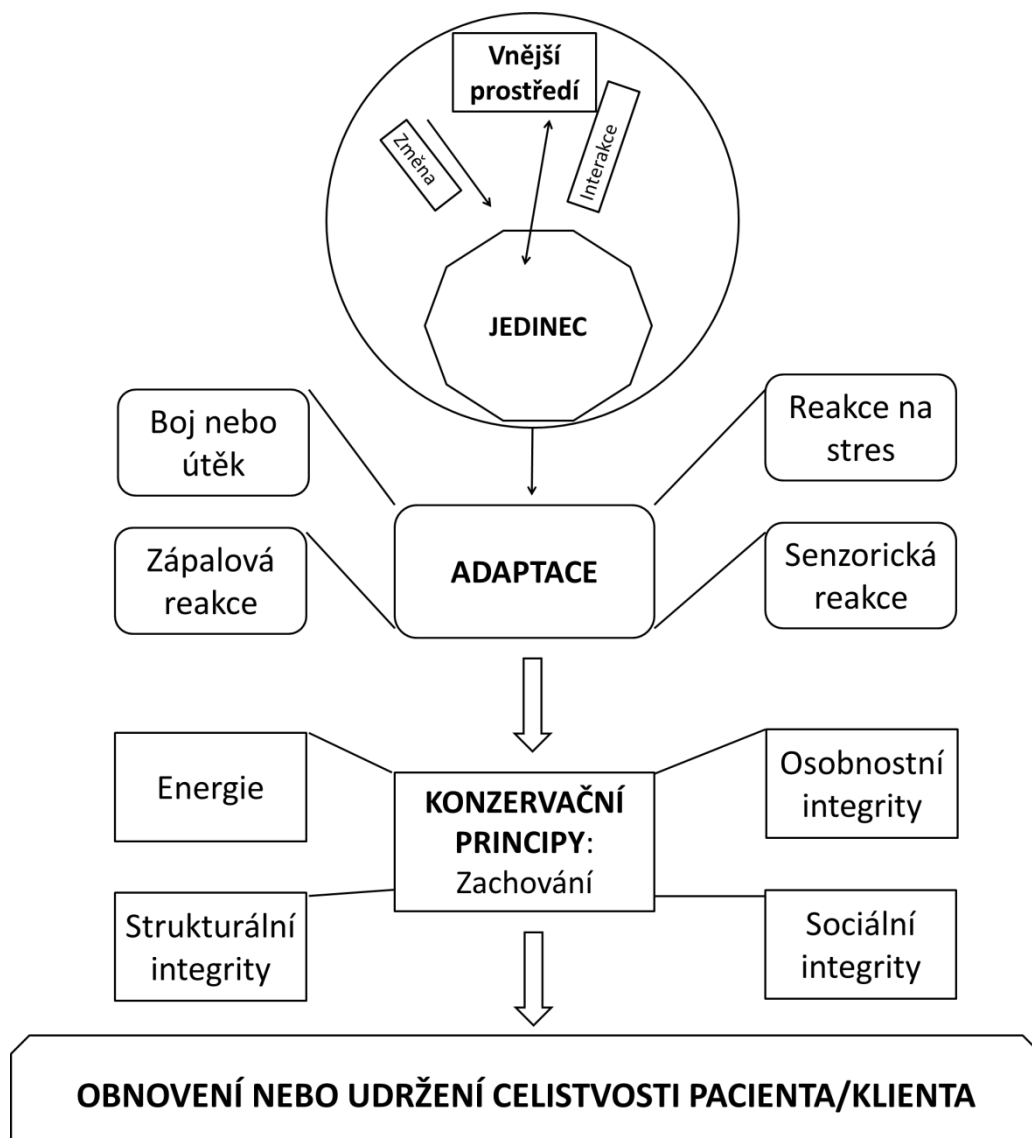 Vnější
prostředí
Změna
Interakce
JEDINEC
Boj nebo
útěk
Reakce na
stres
Zápalová
reakce
ADAPTACE
Senzorická
reakce
Energie
KONZERVAČNÍ
PRINCIPY:
Zachování
Osobnostní
integrity
Strukturální
integrity
Sociální
integrity
OBNOVENÍ NEBO UDRŽENÍ CELISTVOSTI PACIENTA/KLIENTA